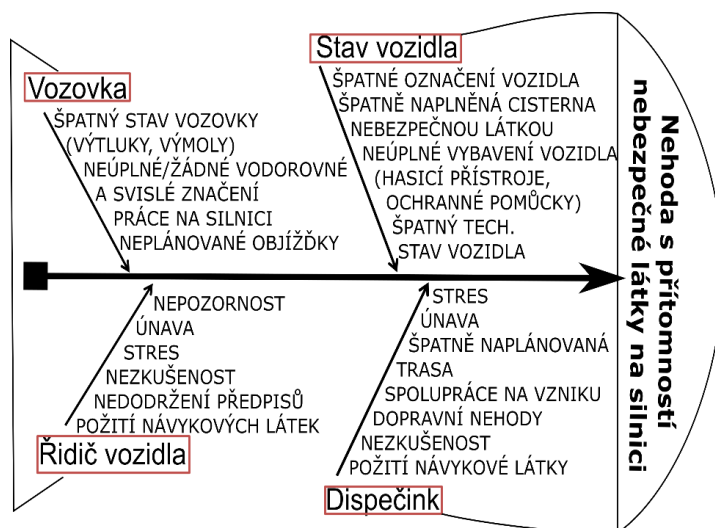 Vozovka
ŠPATNÝ STAV VOZOVKY
(VÝTLUKY, VÝMOLY)
NEÚPLNÉ/ŽÁDNÉ VODOROVNÉ
A SVISLÉ ZNAČENÍ
PRÁCE NA SILNICI
NEPLÁNOVANÉ OBJÍŽĎKY
Stav vozidla
ŠPATNÉ OZNAČENÍ VOZIDLA
ŠPATNĚ NAPLNĚNÁ CISTERNA
NEBEZPEČNOU LÁTKOU
NEÚPLNÉ VYBAVENÍ VOZIDLA
(HASICÍ PŘÍSTROJE,
OCHRANNÉ POMŮCKY)
ŠPATNÝ TECH.
STAV VOZIDLA
NEPOZORNOST
ÚNAVA
STRES
NEZKUŠENOST
NEDODRŽENÍ PŘEDPISŮ
POŽITÍ NÁVYKOVÝCH LÁTEK
Řidič vozidla
STRES
ÚNAVA
ŠPATNĚ NAPLÁNOVANÁ
TRASA
SPOLUPRÁCE NA VZNIKU
DOPRAVNÍ NEHODY
NEZKUŠENOST
POŽITÍ NÁVYKOVÉ LÁTKY
Dispečink
Nehoda s přítomností
nebezpečné látky na silnici